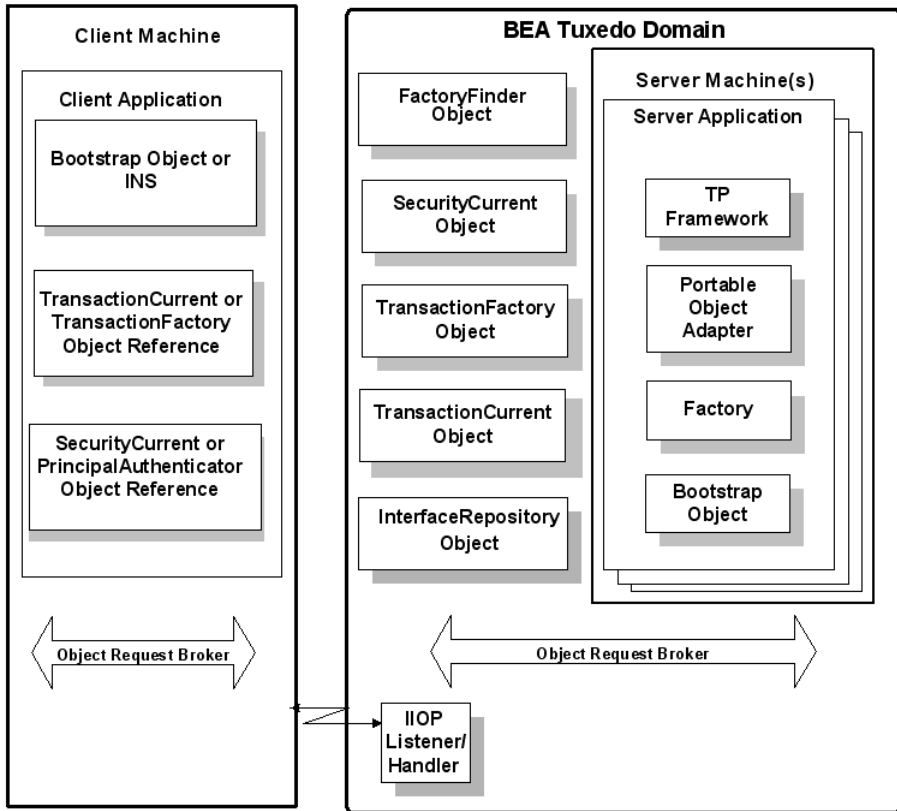 Client Machine
Client Application
Bootstrap Object or
INS
TransactionCurrent or
TransactionFactory
Object Reference
SecurityCurrent or
PrincipalAuthenticator
Object Reference
Object Request Broker
BEA Tuxedo Domain
FactoryFinder
Object
SecurityCurrent
Object
TransactionFactory
Object
TransactionCurrent
Object
InterfaceRepository
Object
Server Machine(s)
Server Application
TP
Framework
Portable
Object
Adapter
Factory
Bootstrap
Object
Object Request Broker
IIOP
Listener/
Handler